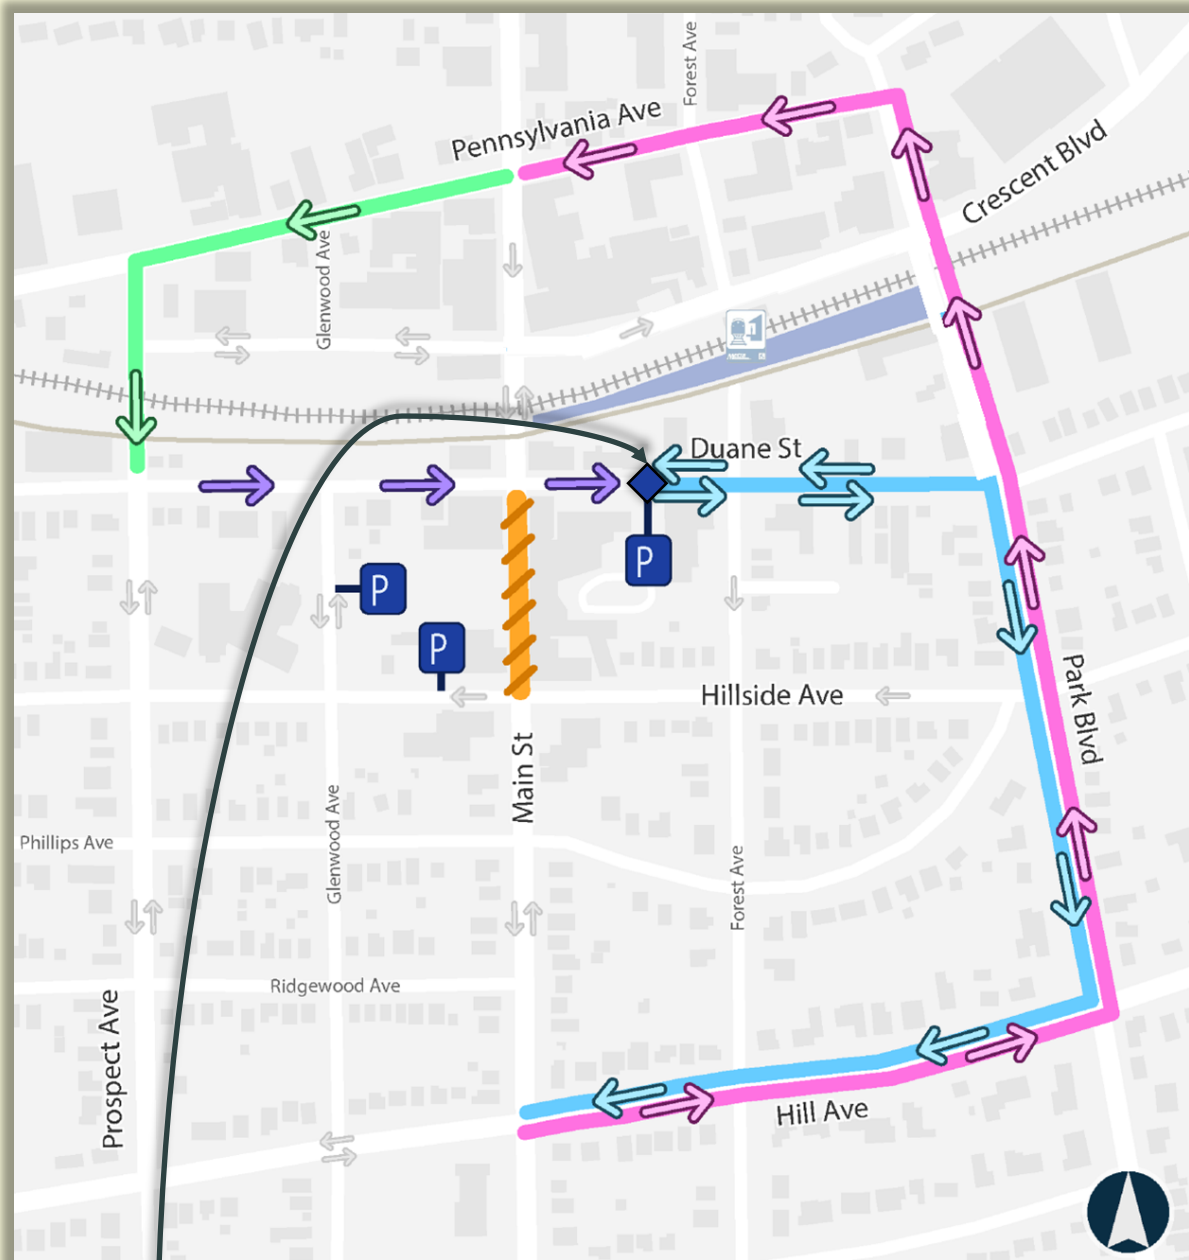 Forest Ave
Pennsylvania Ave
Crescent Blvd
Glenwood Ave
Duane St
P
P
P
Hillside Ave
Park Blvd
Main St
Phillips Ave
Glenwood Ave
Forest Ave
Ridgewood Ave
Prospect Ave
Hill Ave